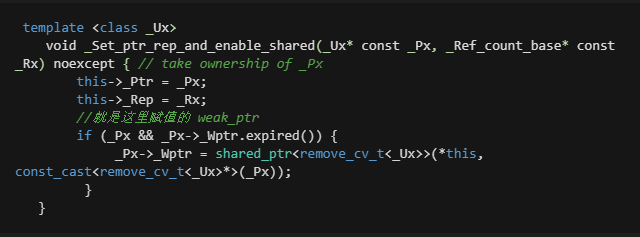 template <class _Ux>
void _Set_ptr_rep_and_enable_shared(_Ux* const _Px, _Ref_count_base* const
_Rx) noexcept { // take ownership of _Px
this->_Ptr = _Px;
this->_Rep = _Rx;
//就是这里赋值的 weak_ptr
if (_Px && _Px->_Wptr.expired()) {
_Px->_Wptr = shared_ptr<remove_cv_t<_Ux>>(*this,
const_cast<remove_cv_t<_Ux>*>(_Px));
}
}